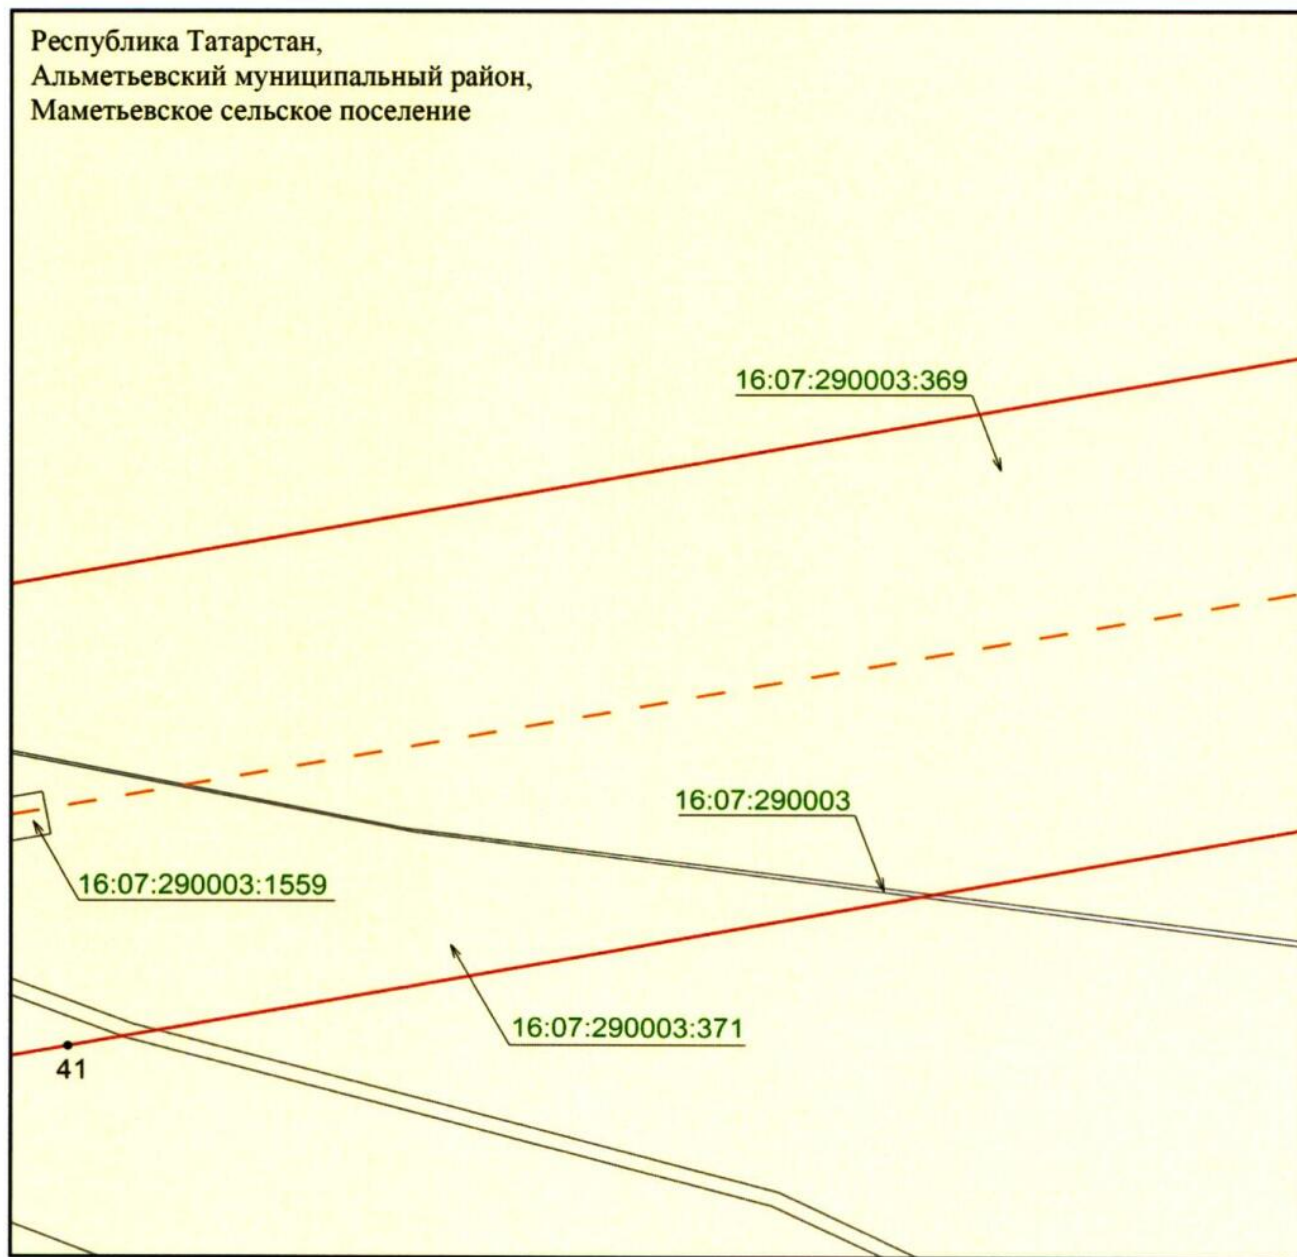 Республика Татарстан,
Альметьевский муниципальный район,
Маметьевское сельское поселение
16:07:290003:369
16:07:290003
16:07:290003:1559
16:07:290003:371
41